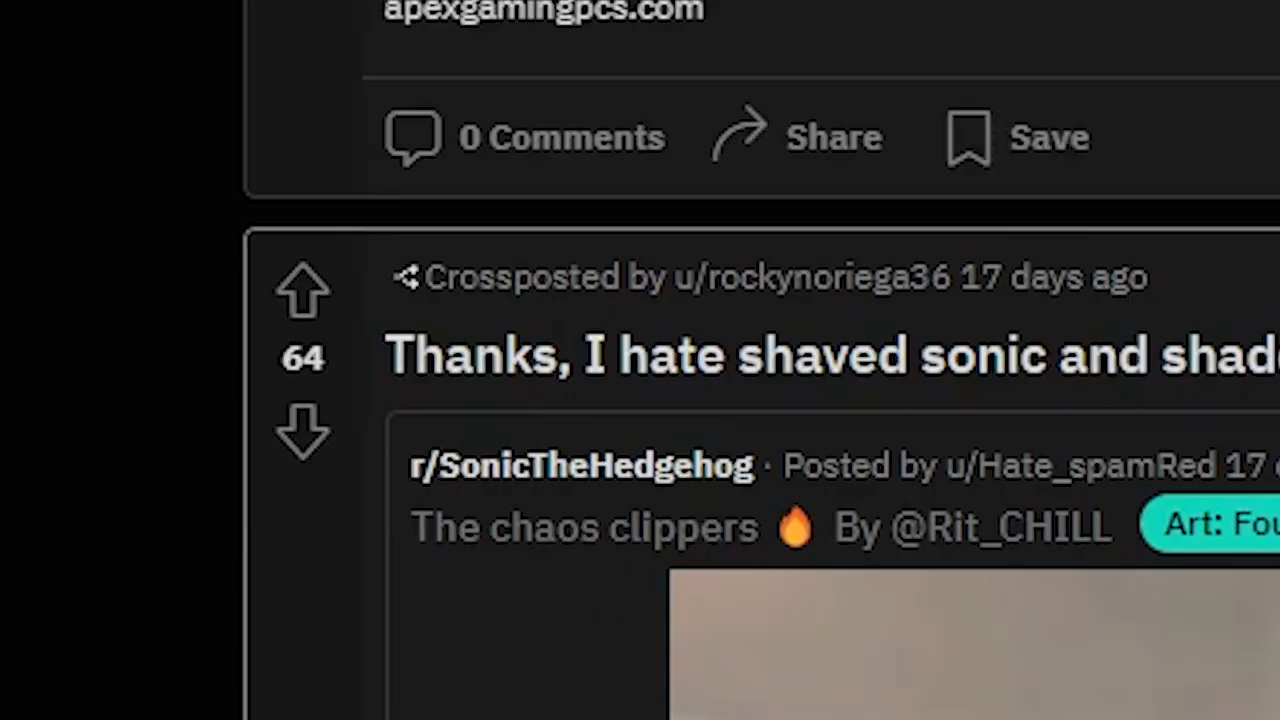 apexgamingpcs.com
0 Comments Share Save
Crossposted by u/rockynoriega36 17 days ago
64
Thanks, I hate shaved sonic and
r/SonicTheHedgehog · Posted by u/Hate_spamRed 17
The chaos clippers 🔥 By @Rit_CHILL Art: